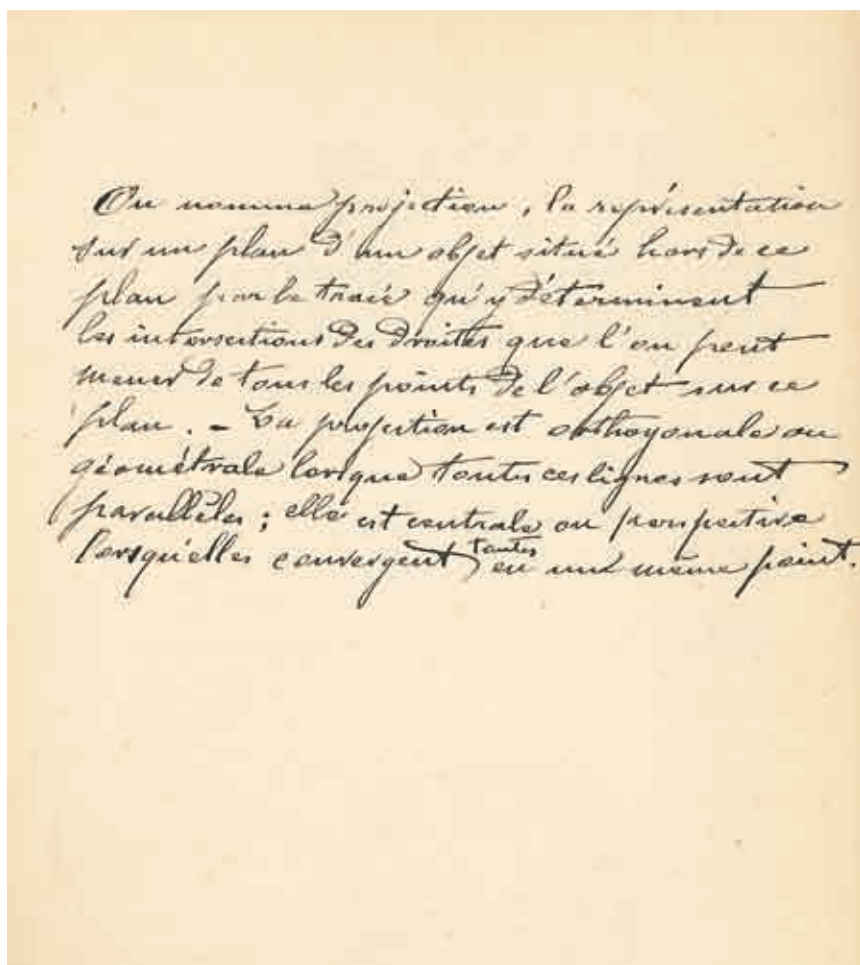 On nomme projection, la représentation
sur un plan d'un objet situé hors de ce
plan par le tracé qu'y déterminent
les intersections des droites que l'on peut
mener de tous les points de l'objet sur ce
plan. - La projection est orthogonale ou
géométrale lorsque toutes ces lignes sont
parallèles ; elle est centrale ou perspective
lorsqu'elles convergent toutes en un même point.